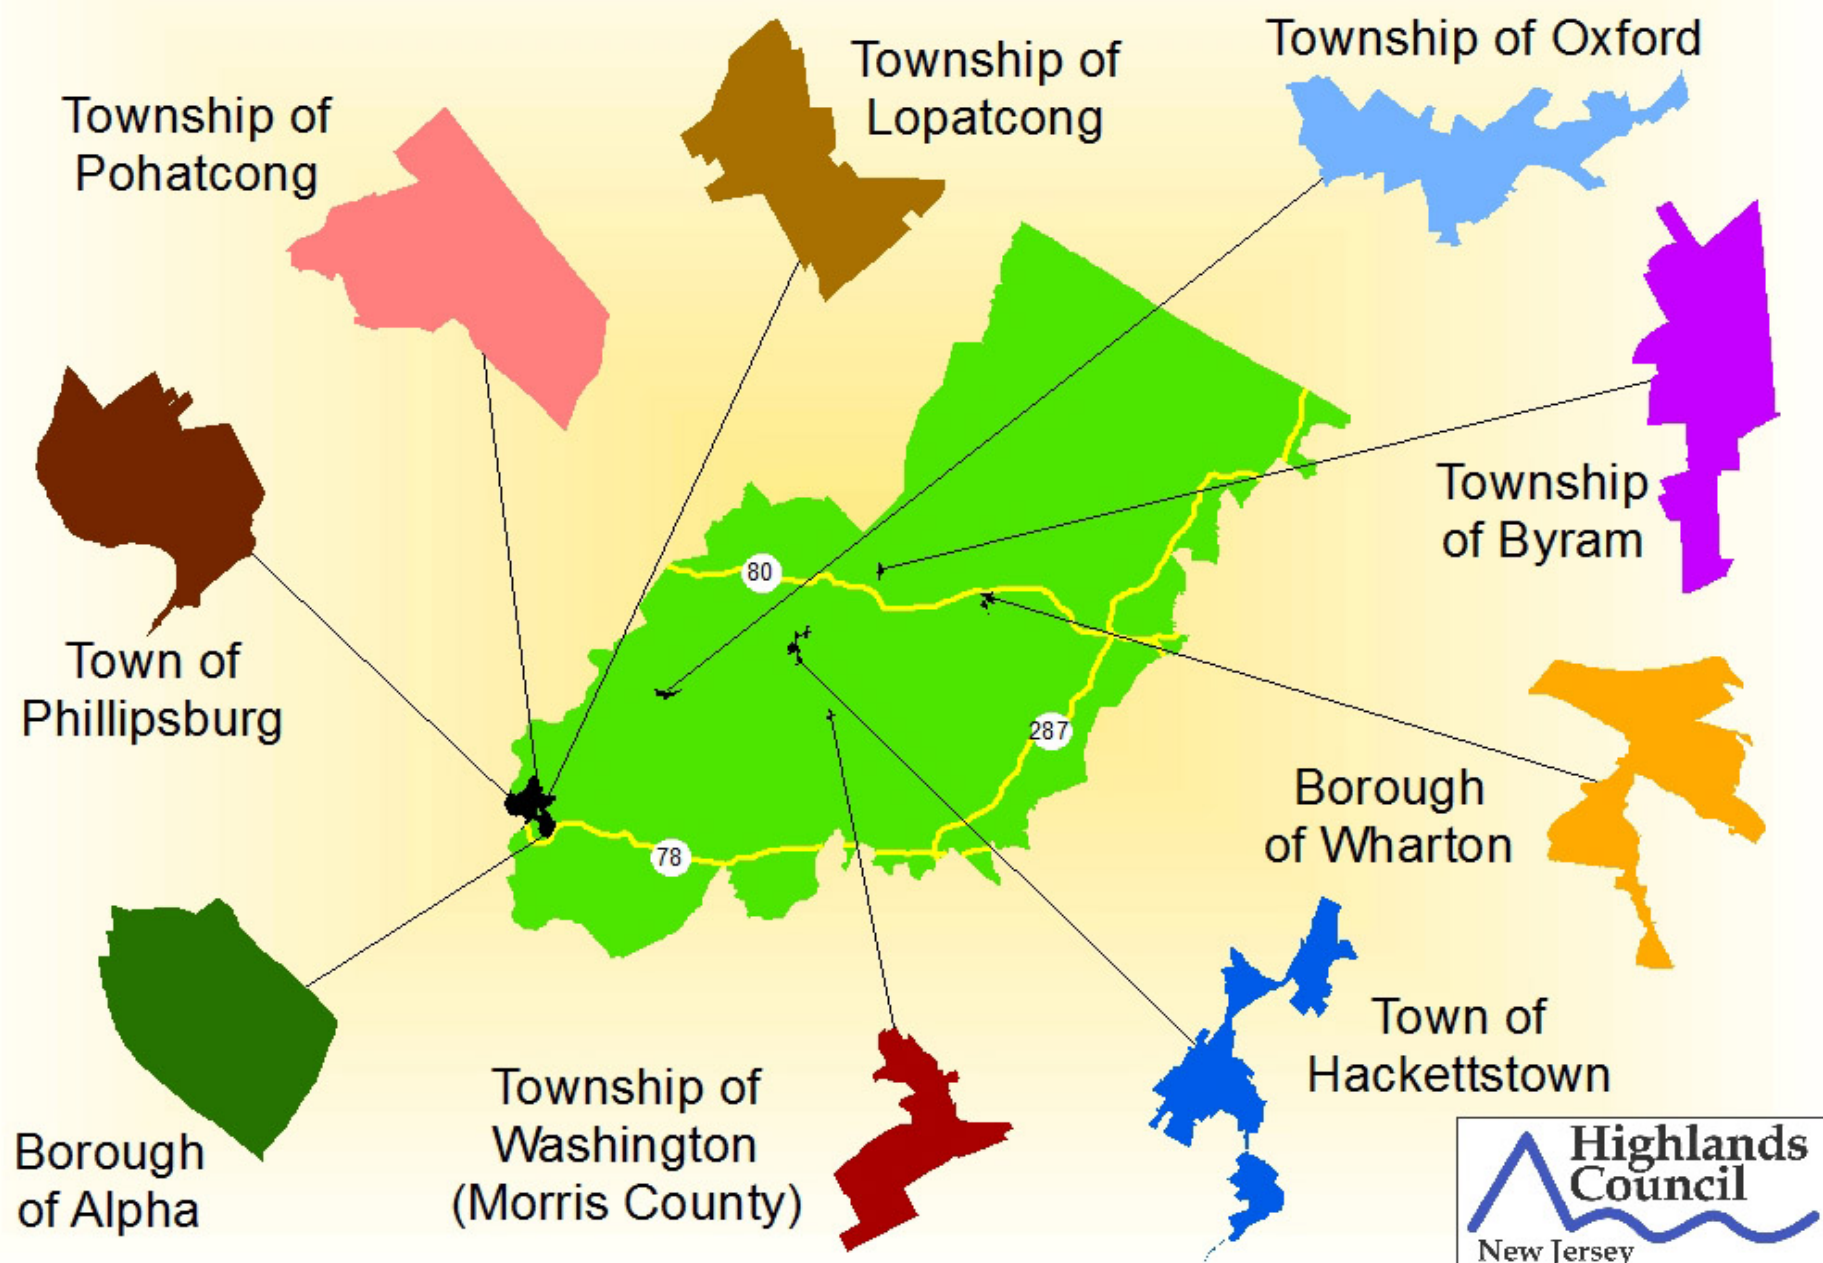 Township of Oxford
Township of
Lopatcong
Township of
Pohatcong
Township
of Byram
80
Town of
Phillipsburg
287
Borough
of Wharton
78
Town of
Hackettstown
Township of
Washington
(Morris County)
Borough
of Alpha
Highlands
Council
New Jersey